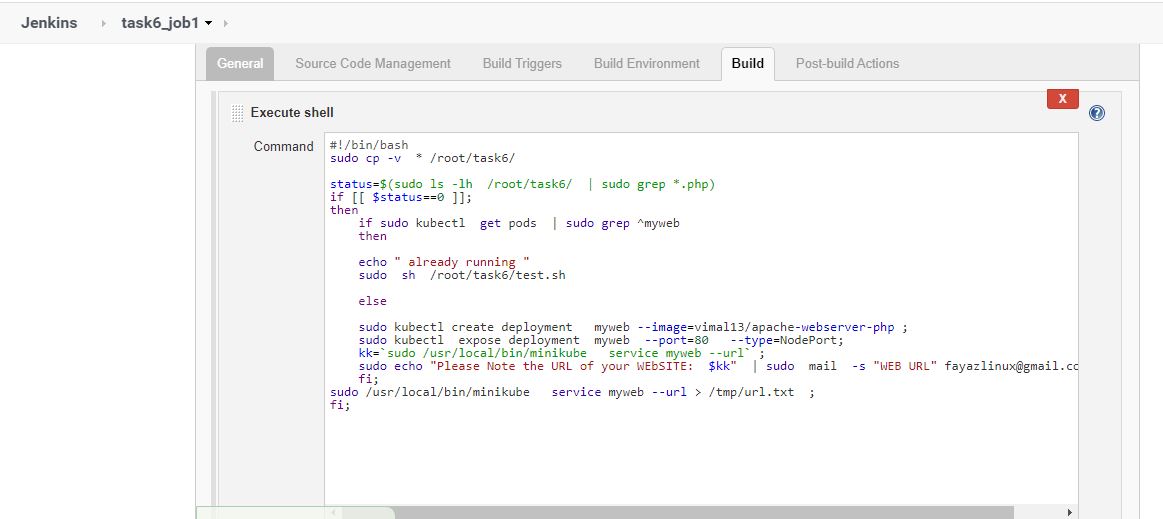 Jenkins task6_job1
General Source Code Management Build Triggers Build Environment Build Post-build Actions
X
Execute shell
?
Command
#!/bin/bash
sudo cp -v  * /root/task6/
status=$(sudo ls -lh  /root/task6/  | sudo grep *.php)
if [[ $status==0 ]];
then
    if sudo kubectl  get pods  | sudo grep ^myweb
    then
    echo " already running "
    sudo  sh  /root/task6/test.sh
    else
    sudo kubectl create deployment   myweb --image=vimal13/apache-webserver-php ;
    sudo kubectl  expose deployment  myweb  --port=80   --type=NodePort;
    kk=`sudo /usr/local/bin/minikube   service myweb --url` ;
    sudo echo "Please Note the URL of your WEbSITE:  $kk"  | sudo  mail  -s "WEB URL" fayazlinux@gmail.cc
    fi;
sudo /usr/local/bin/minikube   service myweb --url > /tmp/url.txt  ;
fi;